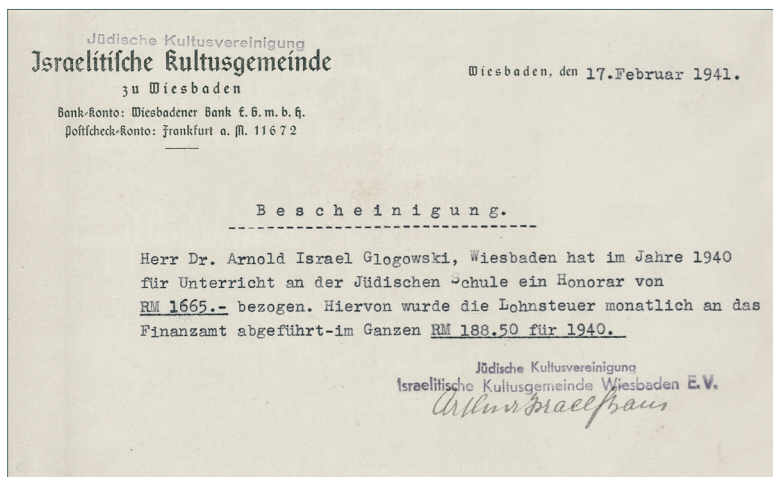 Jüdische Kultusvereinigung
Israelitische Kultusgemeinde
zu Wiesbaden
Bank-Konto: Wiesbadener Bank E. G. m. b. H.
Postscheck-Konto: Frankfurt a. M. 11672
Wiesbaden, den 17.Februar 1941.
Bescheinigung.
Herr Dr. Arnold Israel Glogowski, Wiesbaden hat im Jahre 1940
für Unterricht an der Jüdischen Schule ein Honorar von
RM 1665.- bezogen. Hiervon wurde die Lohnsteuer monatlich an das
Finanzamt abgeführt-im Ganzen RM 188.50 für 1940.
Jüdische Kultusvereinigung
Israelitische Kultusgemeinde Wiesbaden E.V.
Arthur Israel